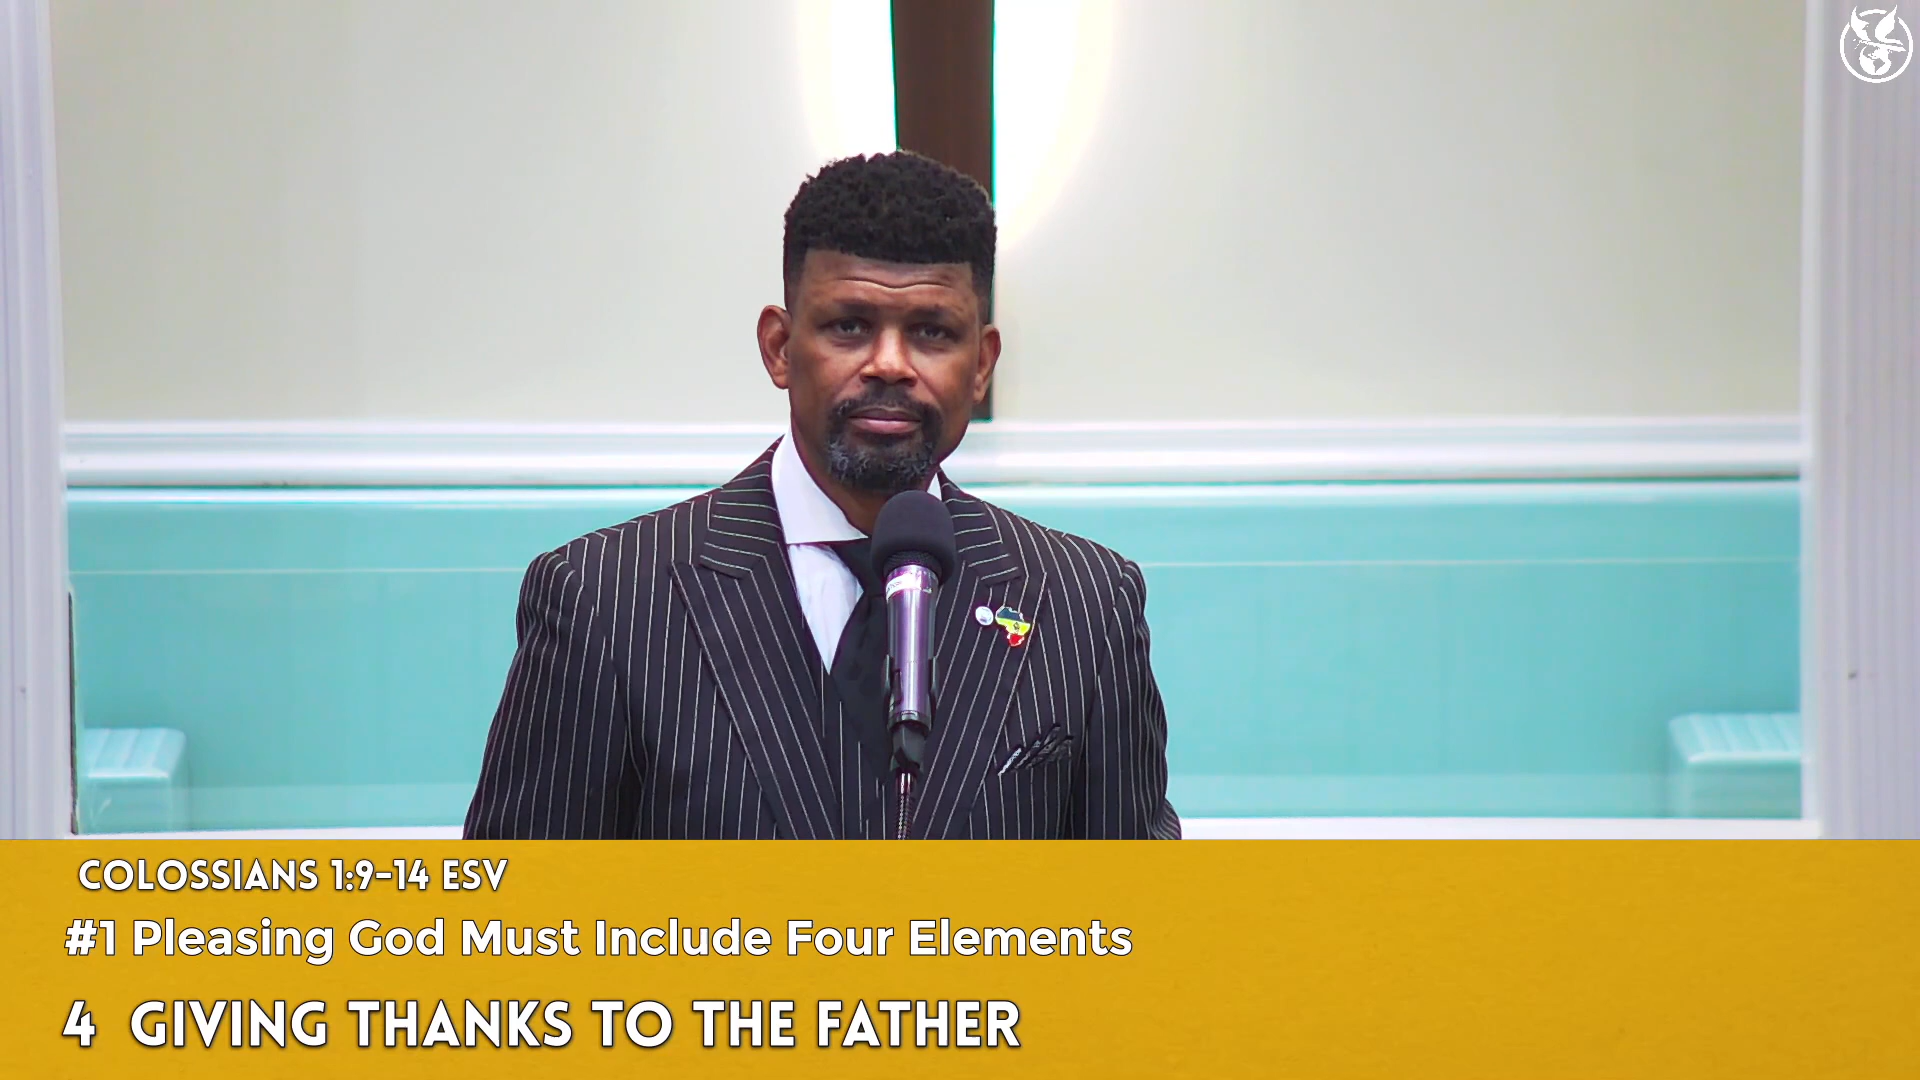 COLOSSIANS 1:9-14 ESV
#1 Pleasing God Must Include Four Elements
4 GIVING THANKS TO THE FATHER